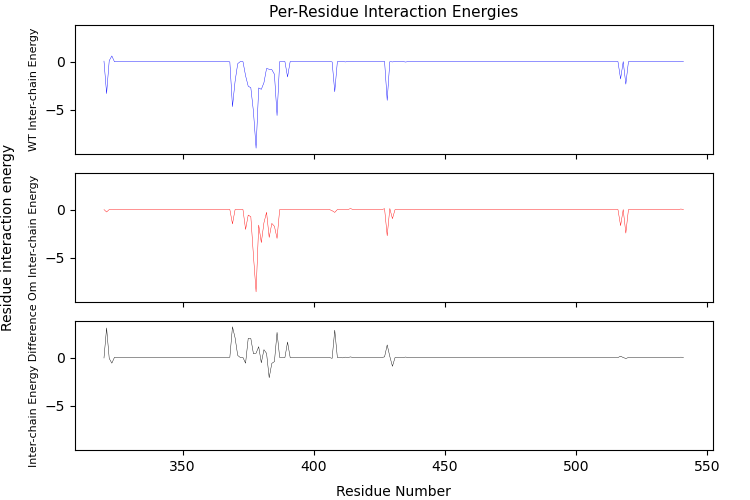 Per-Residue Interaction Energies
Residue interaction energy
WT Inter-chain Energy
0
−5
Om Inter-chain Energy
0
−5
Inter-chain Energy Difference
0
−5
350
400
450
500
550
Residue Number